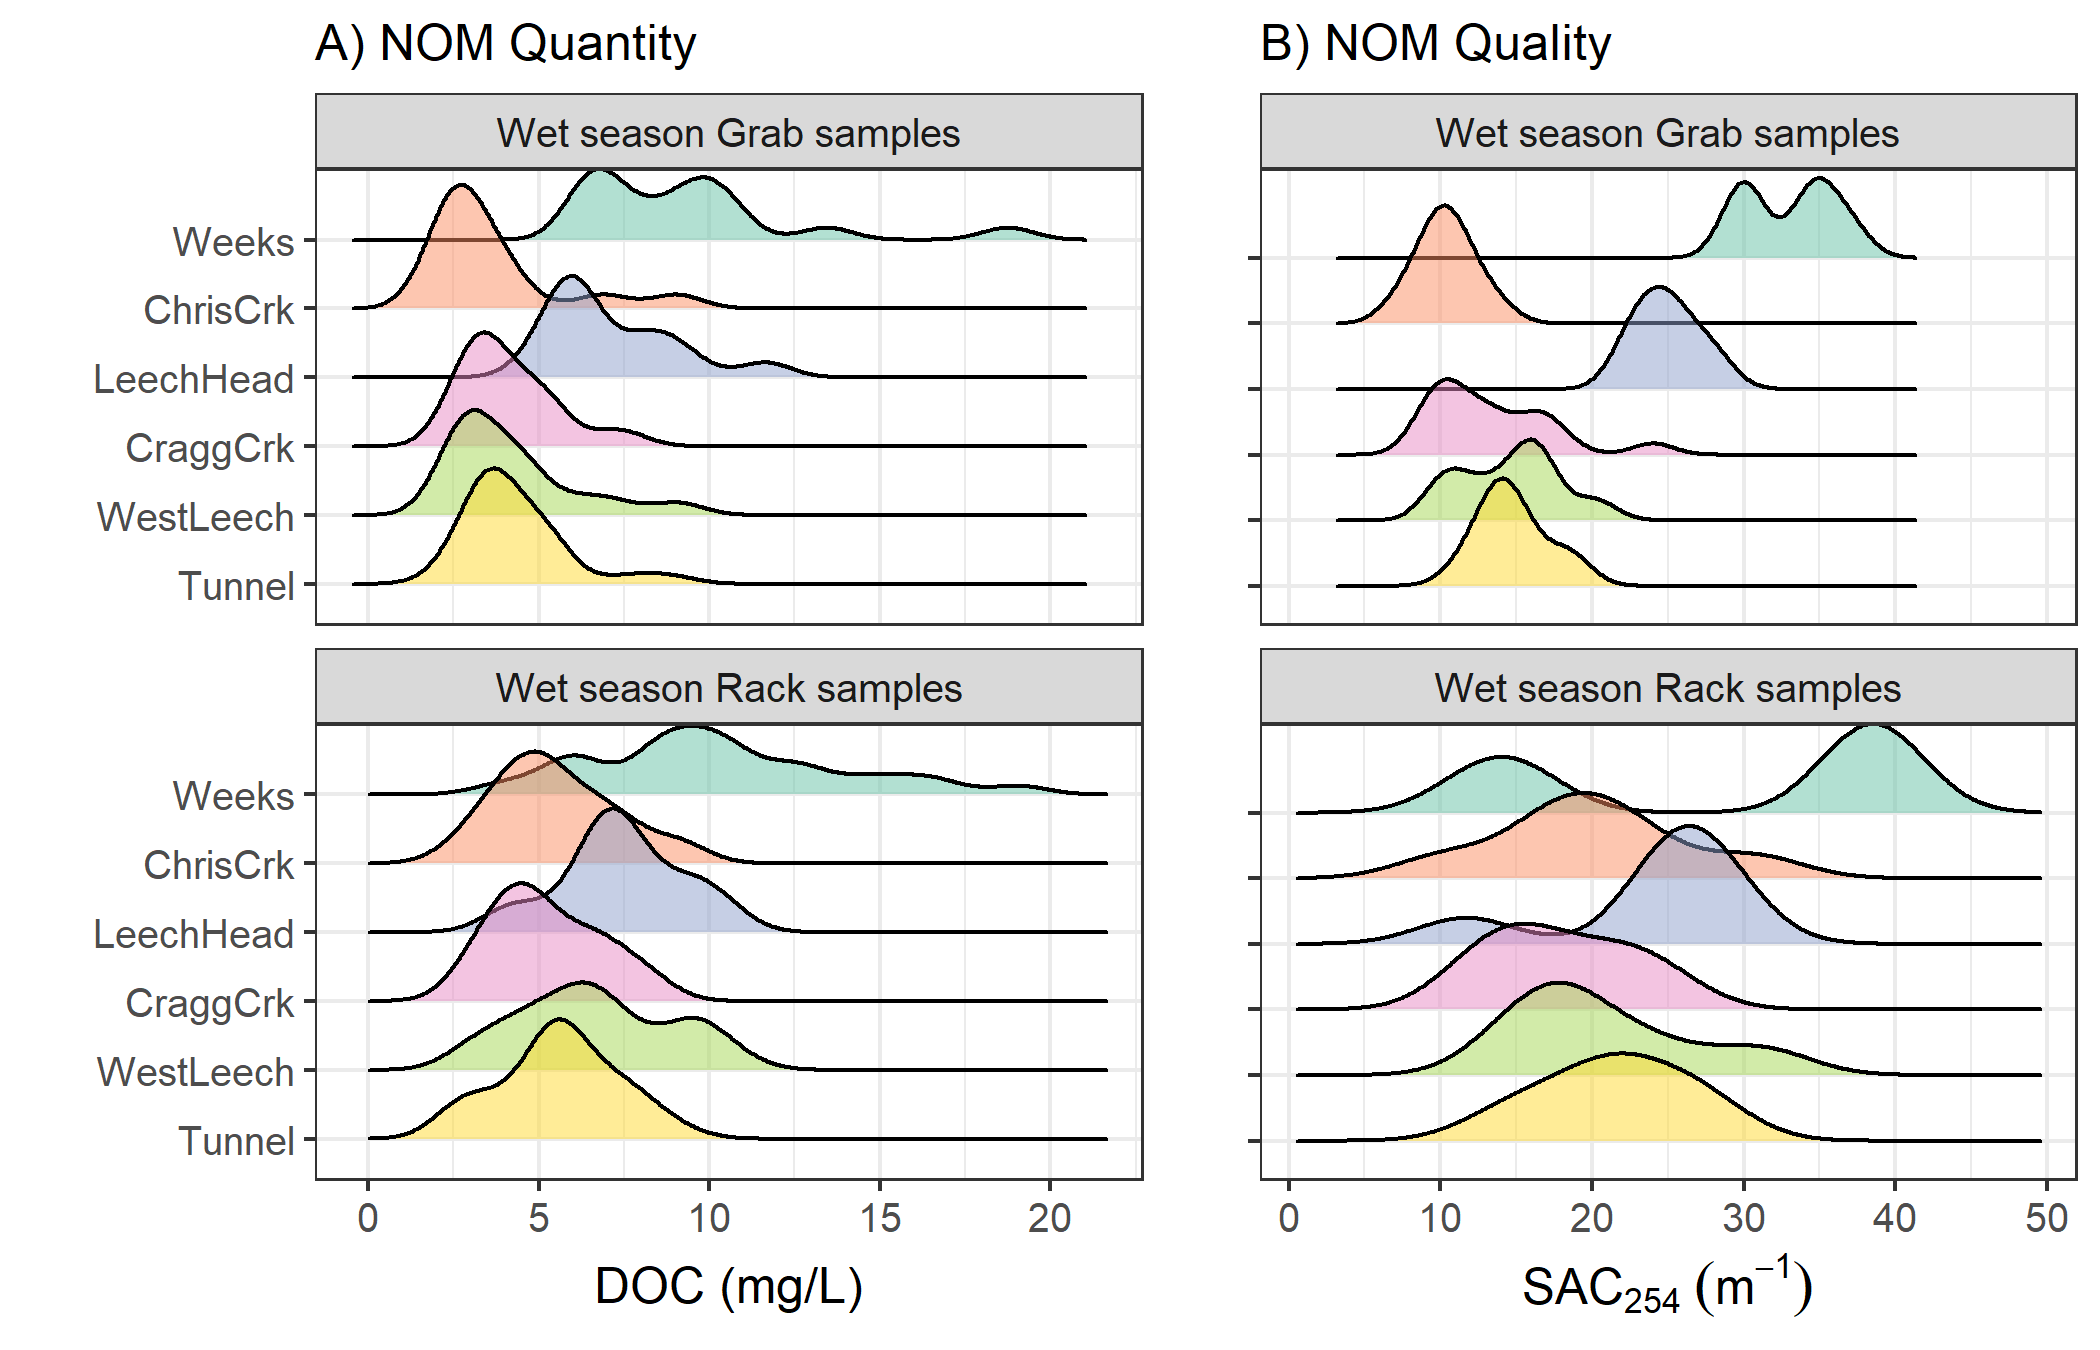 A) NOM Quantity
Wet season Grab samples
Weeks
ChrisCrk
LeechHead
CraggCrk
WestLeech
Tunnel
Wet season Rack samples
Weeks
ChrisCrk
LeechHead
CraggCrk
WestLeech
Tunnel
0 5 10 15 20
DOC (mg/L)
B) NOM Quality
Wet season Grab samples
Wet season Rack samples
0 10 20 30 40 50
SAC₂₅₄ (m⁻¹)